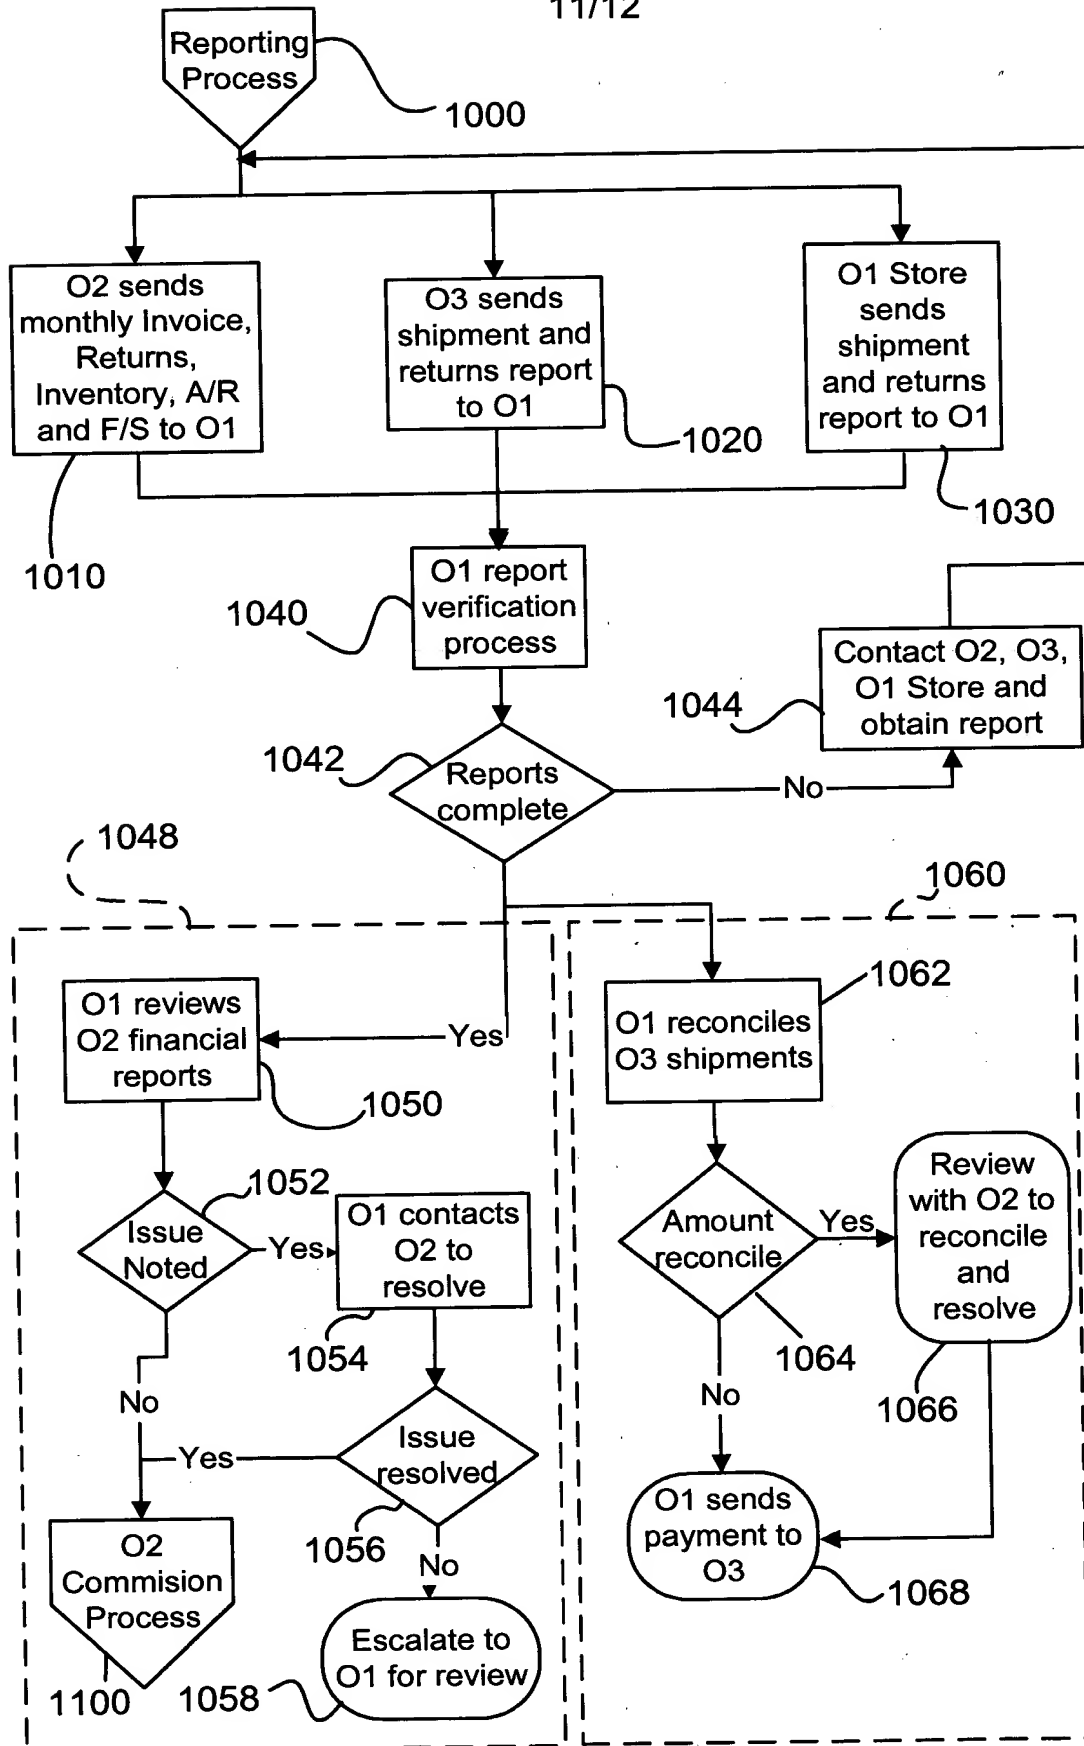 11/12
Reporting
Process
1000
O2 sends
monthly Invoice,
Returns,
Inventory, A/R
and F/S to O1
1010
O3 sends
shipment and
returns report
to O1
1020
O1 Store
sends
shipment
and returns
report to O1
1030
O1 report
verification
process
1040
Reports
complete
1042
No
Contact O2, O3,
O1 Store and
obtain report
1044
1048
Yes
O1 reviews
O2 financial
reports
1050
Issue
Noted
1052
Yes
O1 contacts
O2 to
resolve
1054
No
Issue
resolved
1056
Yes
No
O2
Commision
Process
1100
Escalate to
O1 for review
1058
1060
O1 reconciles
O3 shipments
1062
Amount
reconcile
1064
Yes
Review
with O2 to
reconcile
and
resolve
1066
No
O1 sends
payment to
O3
1068